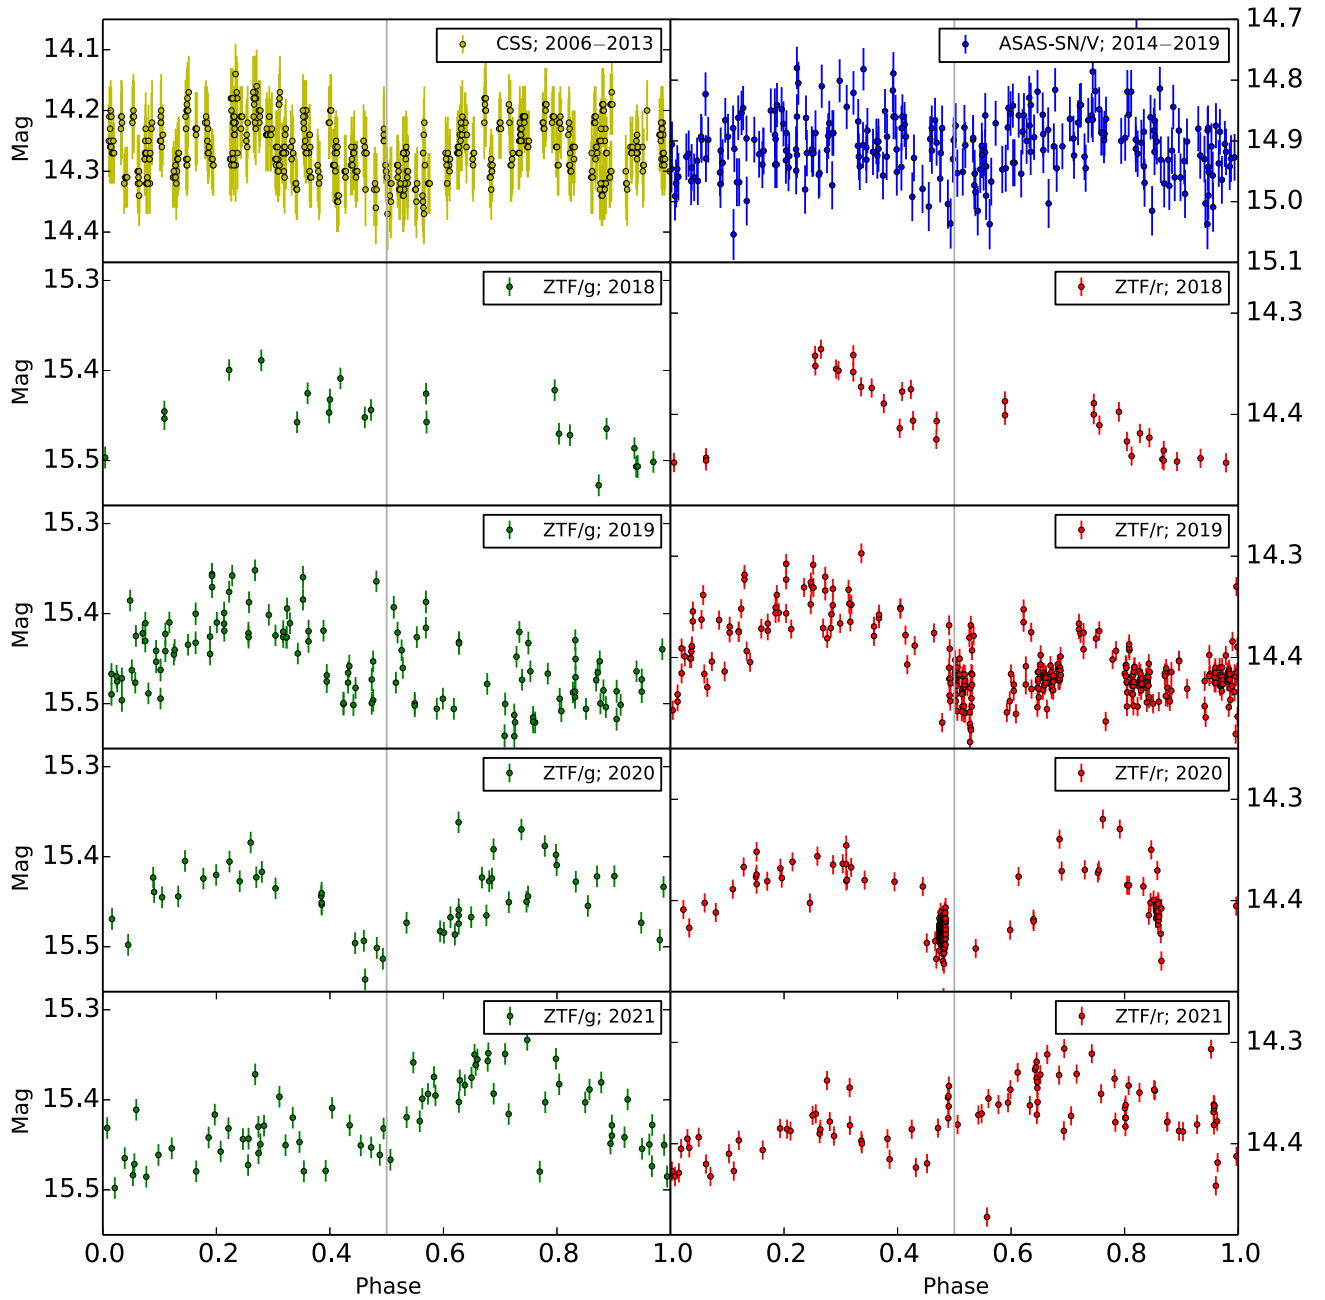 14.7
14.1
CSS; 2006−2013
ASAS-SN/V; 2014−2019
14.8
14.2
Mag
14.9
14.3
15.0
14.4
15.1
15.3
ZTF/g; 2018
ZTF/r; 2018
14.3
Mag
15.4
14.4
15.5
15.3
ZTF/g; 2019
ZTF/r; 2019
14.3
Mag
15.4
14.4
15.5
15.3
ZTF/g; 2020
ZTF/r; 2020
14.3
Mag
15.4
14.4
15.5
15.3
ZTF/g; 2021
ZTF/r; 2021
14.3
Mag
15.4
14.4
15.5
0.0 0.2 0.4 0.6 0.8 1.0 0.2 0.4 0.6 0.8 1.0
Phase Phase